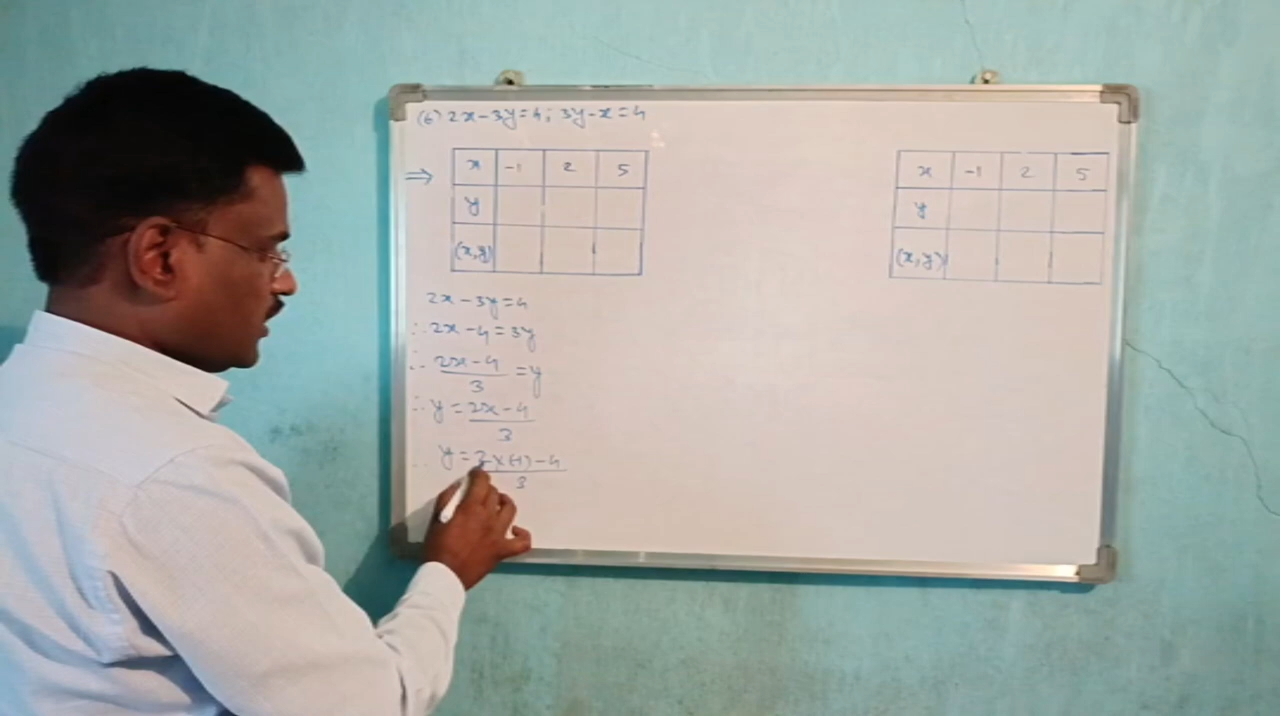 (6) 2x-3y=4; 3y-x=4
⇒
x -1 2 5
y
(x,y)
x -1 2 5
y
(x,y)
2x-3y=4
∴ 2x-4=3y
∴ (2x-4)/3 =y
∴ y=(2x-4)/3
∴ y=(2×(-1)-4)/3